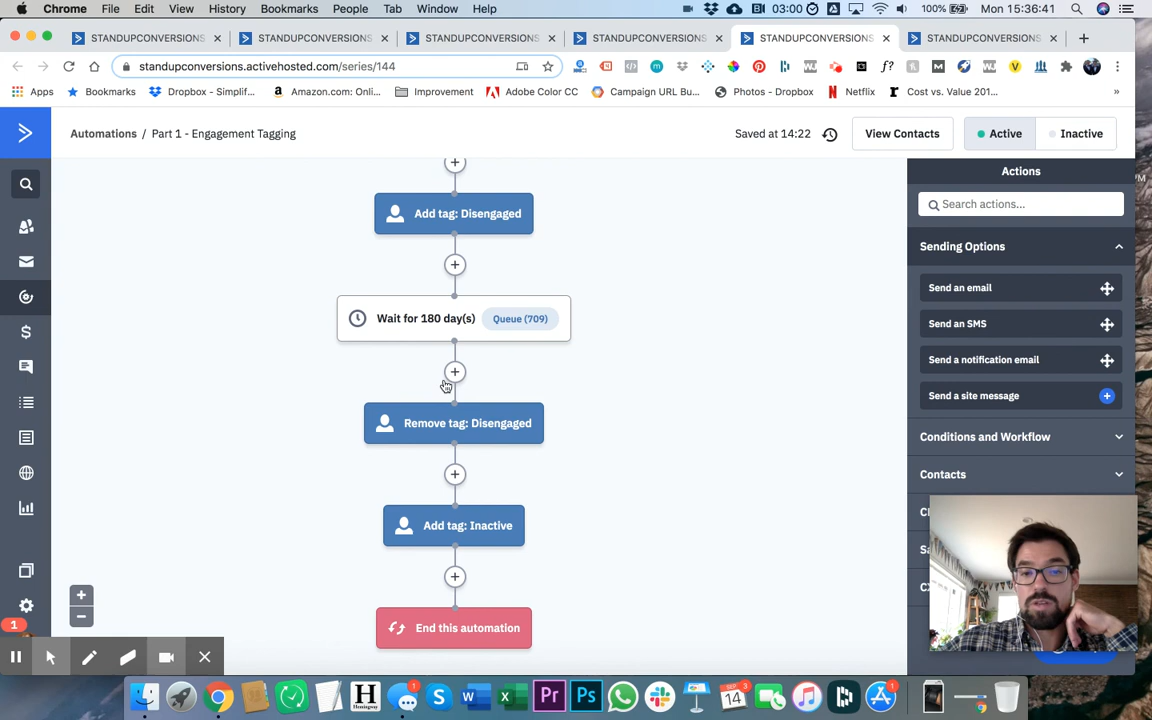 Chrome File Edit View History Bookmarks People Tab Window Help 03:00 100% Mon 15:36:41
STANDUPCONVERSIONS STANDUPCONVERSIONS STANDUPCONVERSIONS STANDUPCONVERSIONS STANDUPCONVERSIONS STANDUPCONVERSIONS
standupconversions.activehosted.com/series/144
Apps Bookmarks Dropbox - Simplif... Amazon.com: Onli... Improvement Adobe Color CC Campaign URL Bu... Photos - Dropbox Netflix Cost vs. Value 201... »
Automations / Part 1 - Engagement Tagging Saved at 14:22 View Contacts Active Inactive
Actions
Search actions...
Add tag: Disengaged
Sending Options
Send an email
Wait for 180 day(s) Queue (709)
Send an SMS
Send a notification email
Send a site message
Remove tag: Disengaged
Conditions and Workflow
Contacts
Add tag: Inactive
End this automation
1
SEP
14